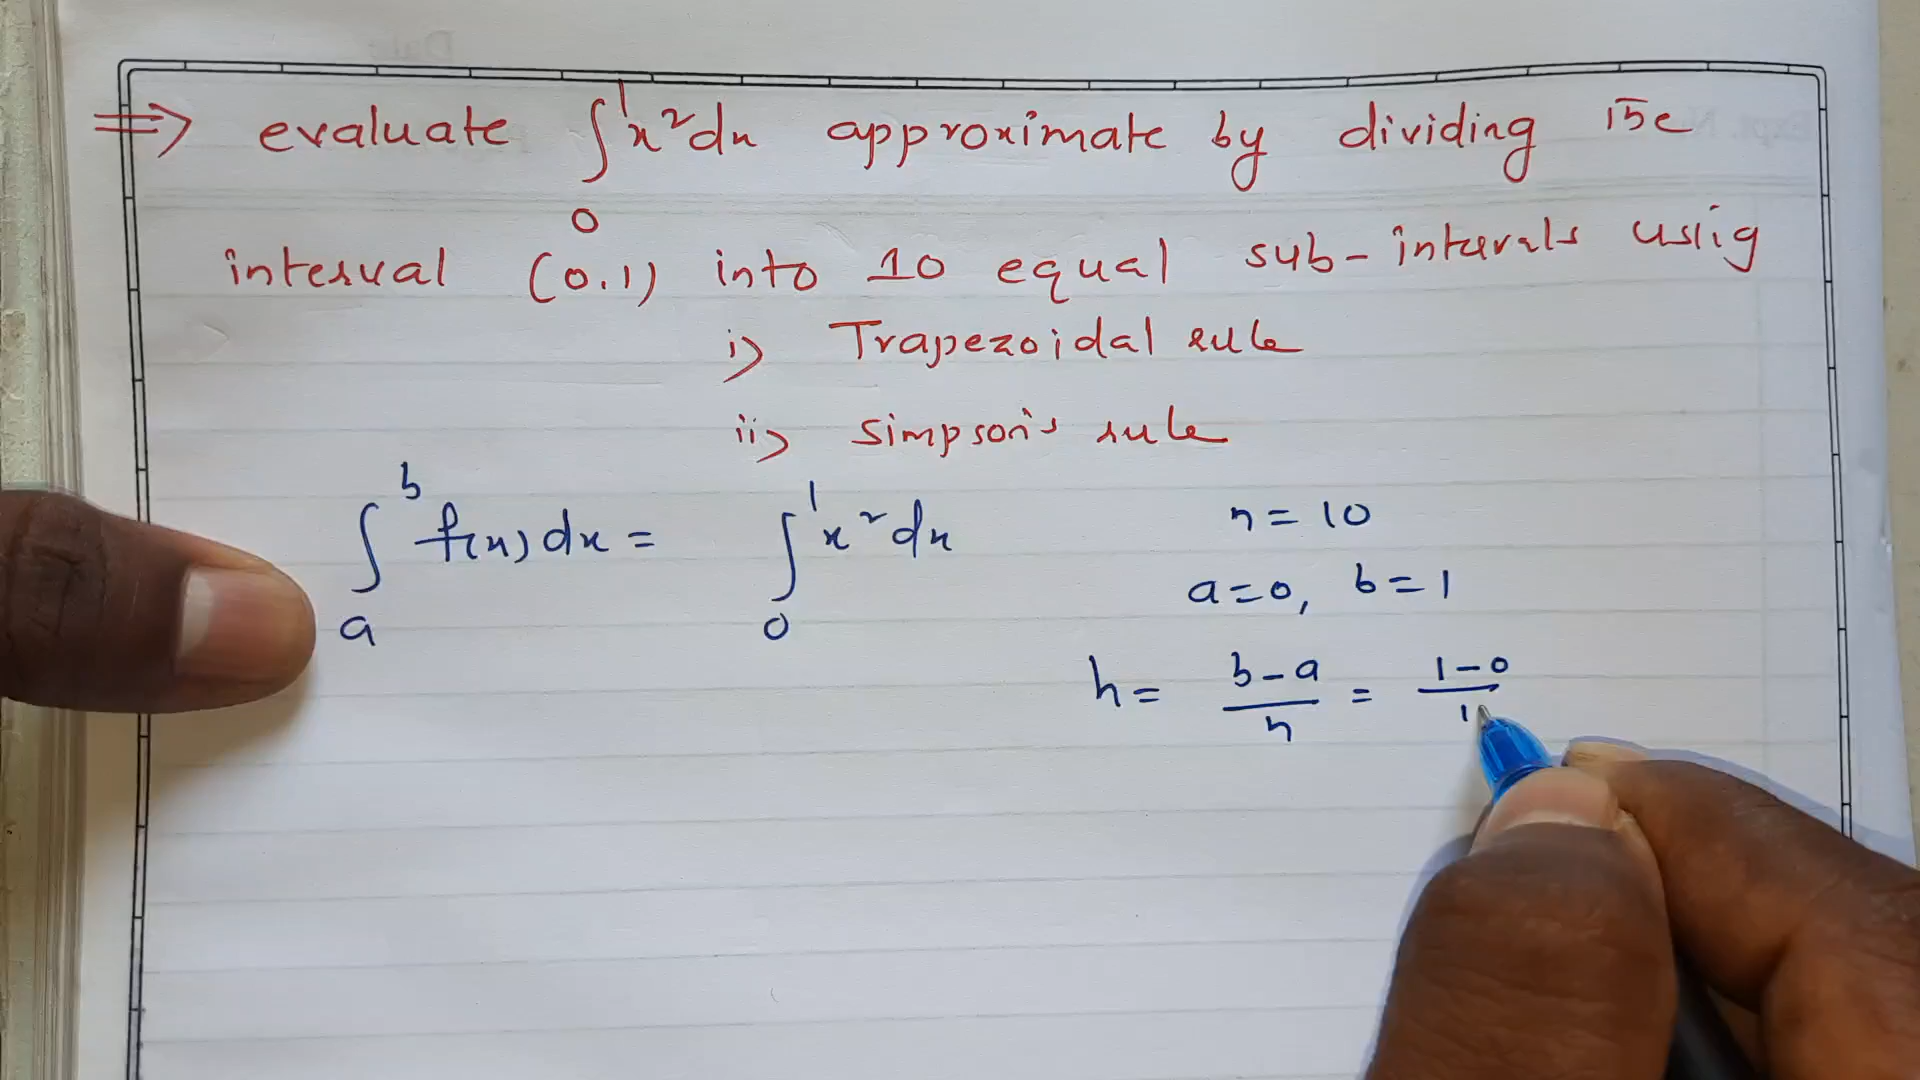 ⇒ evaluate ∫₀¹ x² dx approximate by dividing the
interval (0.1) into 10 equal sub-intervals using
i) Trapezoidal rule
ii) Simpson's rule
∫ₐᵇ f(x) dx = ∫₀¹ x² dx
n = 10
a=0, b=1
h = (b-a)/n = (1-0)/1